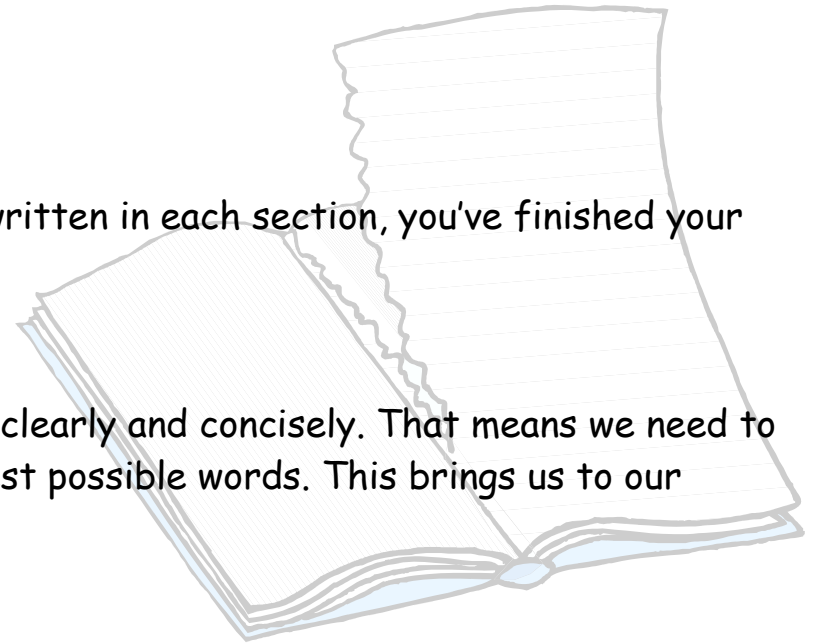 written in each section, you’ve finished your
clearly and concisely. That means we need to
st possible words. This brings us to our